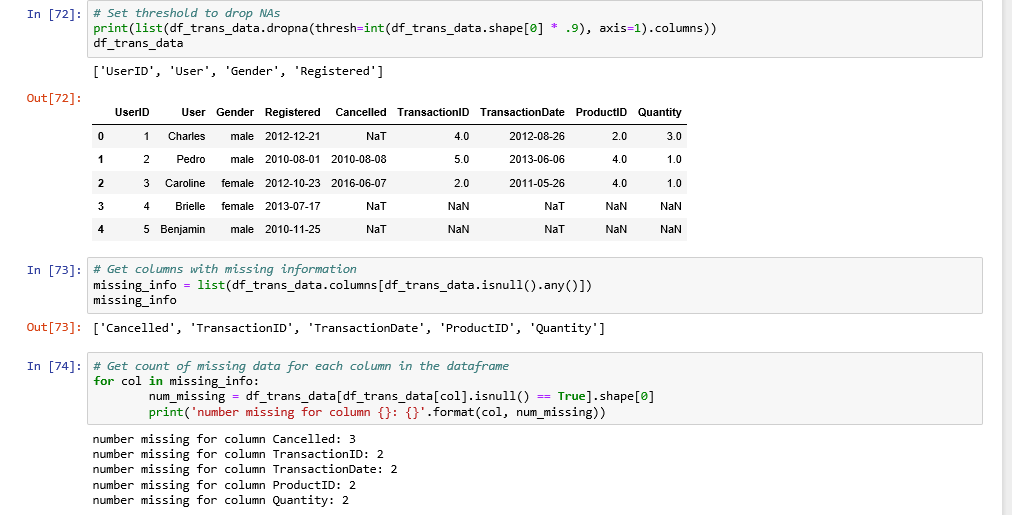 In [72]: # Set threshold to drop NAs
print(list(df_trans_data.dropna(thresh=int(df_trans_data.shape[0] * .9), axis=1).columns))
df_trans_data
['UserID', 'User', 'Gender', 'Registered']
Out[72]:
UserID User Gender Registered Cancelled TransactionID TransactionDate ProductID Quantity
0 1 Charles male 2012-12-21 NaT 4.0 2012-08-26 2.0 3.0
1 2 Pedro male 2010-08-01 2010-08-08 5.0 2013-06-06 4.0 1.0
2 3 Caroline female 2012-10-23 2016-06-07 2.0 2011-05-26 4.0 1.0
3 4 Brielle female 2013-07-17 NaT NaN NaT NaN NaN
4 5 Benjamin male 2010-11-25 NaT NaN NaT NaN NaN
In [73]: # Get columns with missing information
missing_info = list(df_trans_data.columns[df_trans_data.isnull().any()])
missing_info
Out[73]: ['Cancelled', 'TransactionID', 'TransactionDate', 'ProductID', 'Quantity']
In [74]: # Get count of missing data for each column in the dataframe
for col in missing_info:
num_missing = df_trans_data[df_trans_data[col].isnull() == True].shape[0]
print('number missing for column {}: {}'.format(col, num_missing))
number missing for column Cancelled: 3
number missing for column TransactionID: 2
number missing for column TransactionDate: 2
number missing for column ProductID: 2
number missing for column Quantity: 2